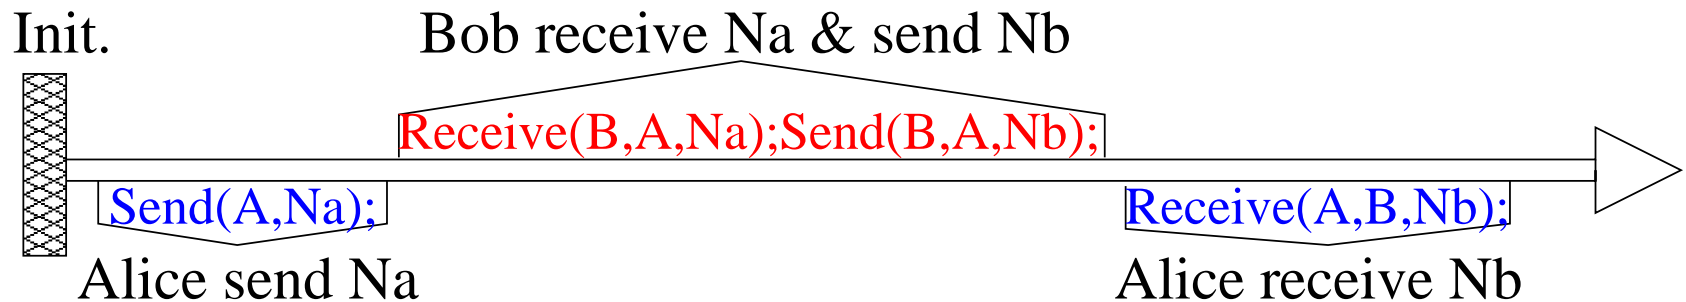 Init.
Bob receive Na & send Nb
Receive(B,A,Na);Send(B,A,Nb);
Send(A,Na);
Receive(A,B,Nb);
Alice send Na
Alice receive Nb